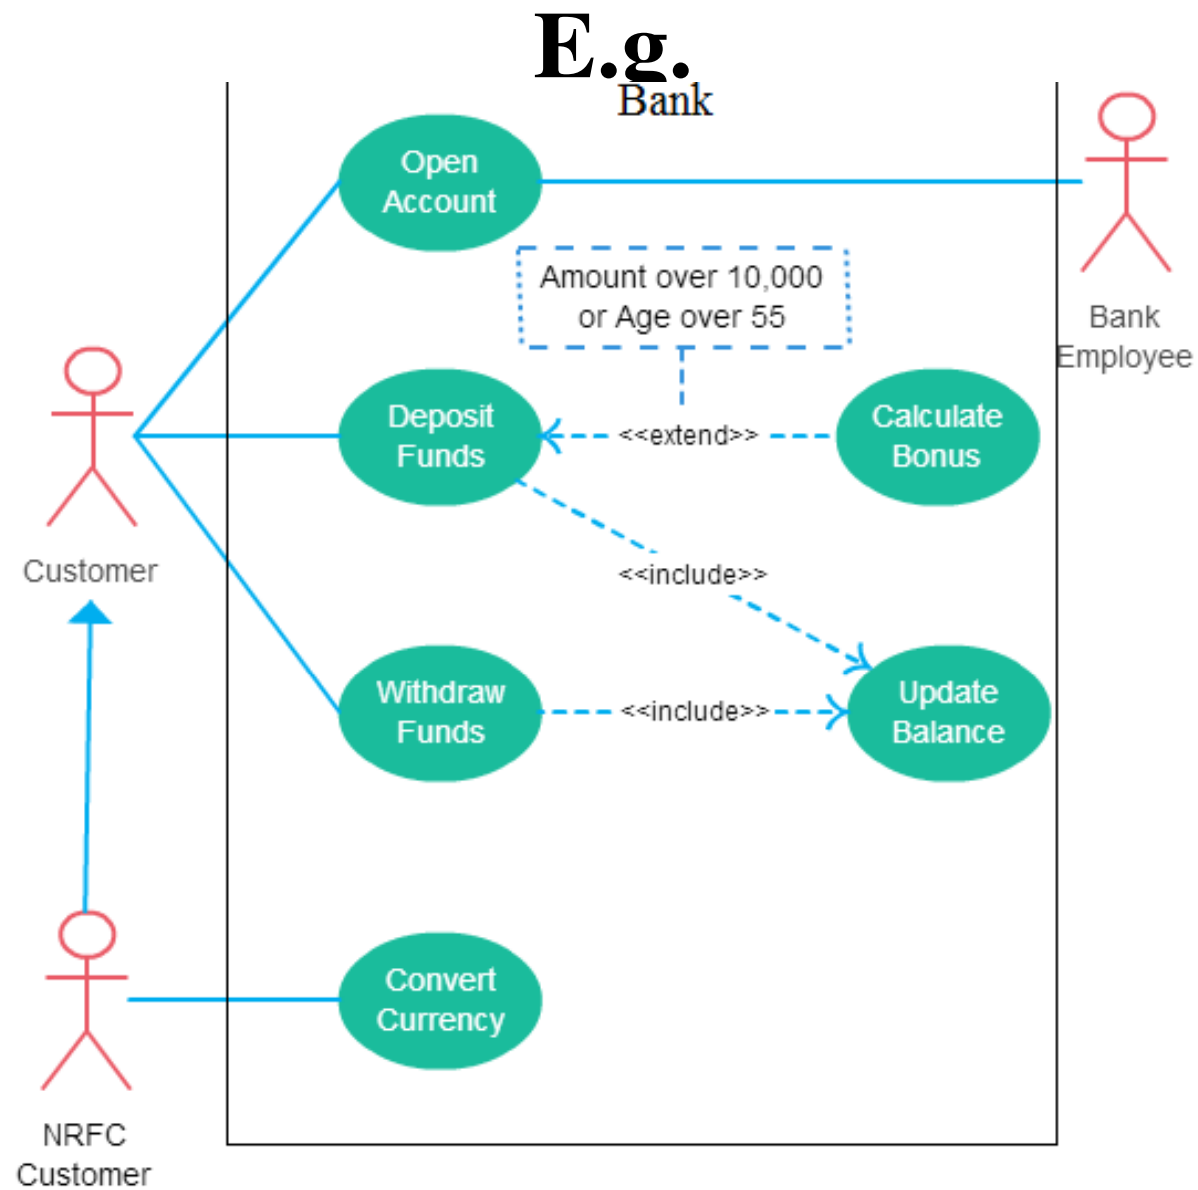 E.g.
Bank
Open
Account
Amount over 10,000
or Age over 55
Bank
Employee
Deposit
Funds
<<extend>>
Calculate
Bonus
Customer
<<include>>
Withdraw
Funds
<<include>>
Update
Balance
Convert
Currency
NRFC
Customer